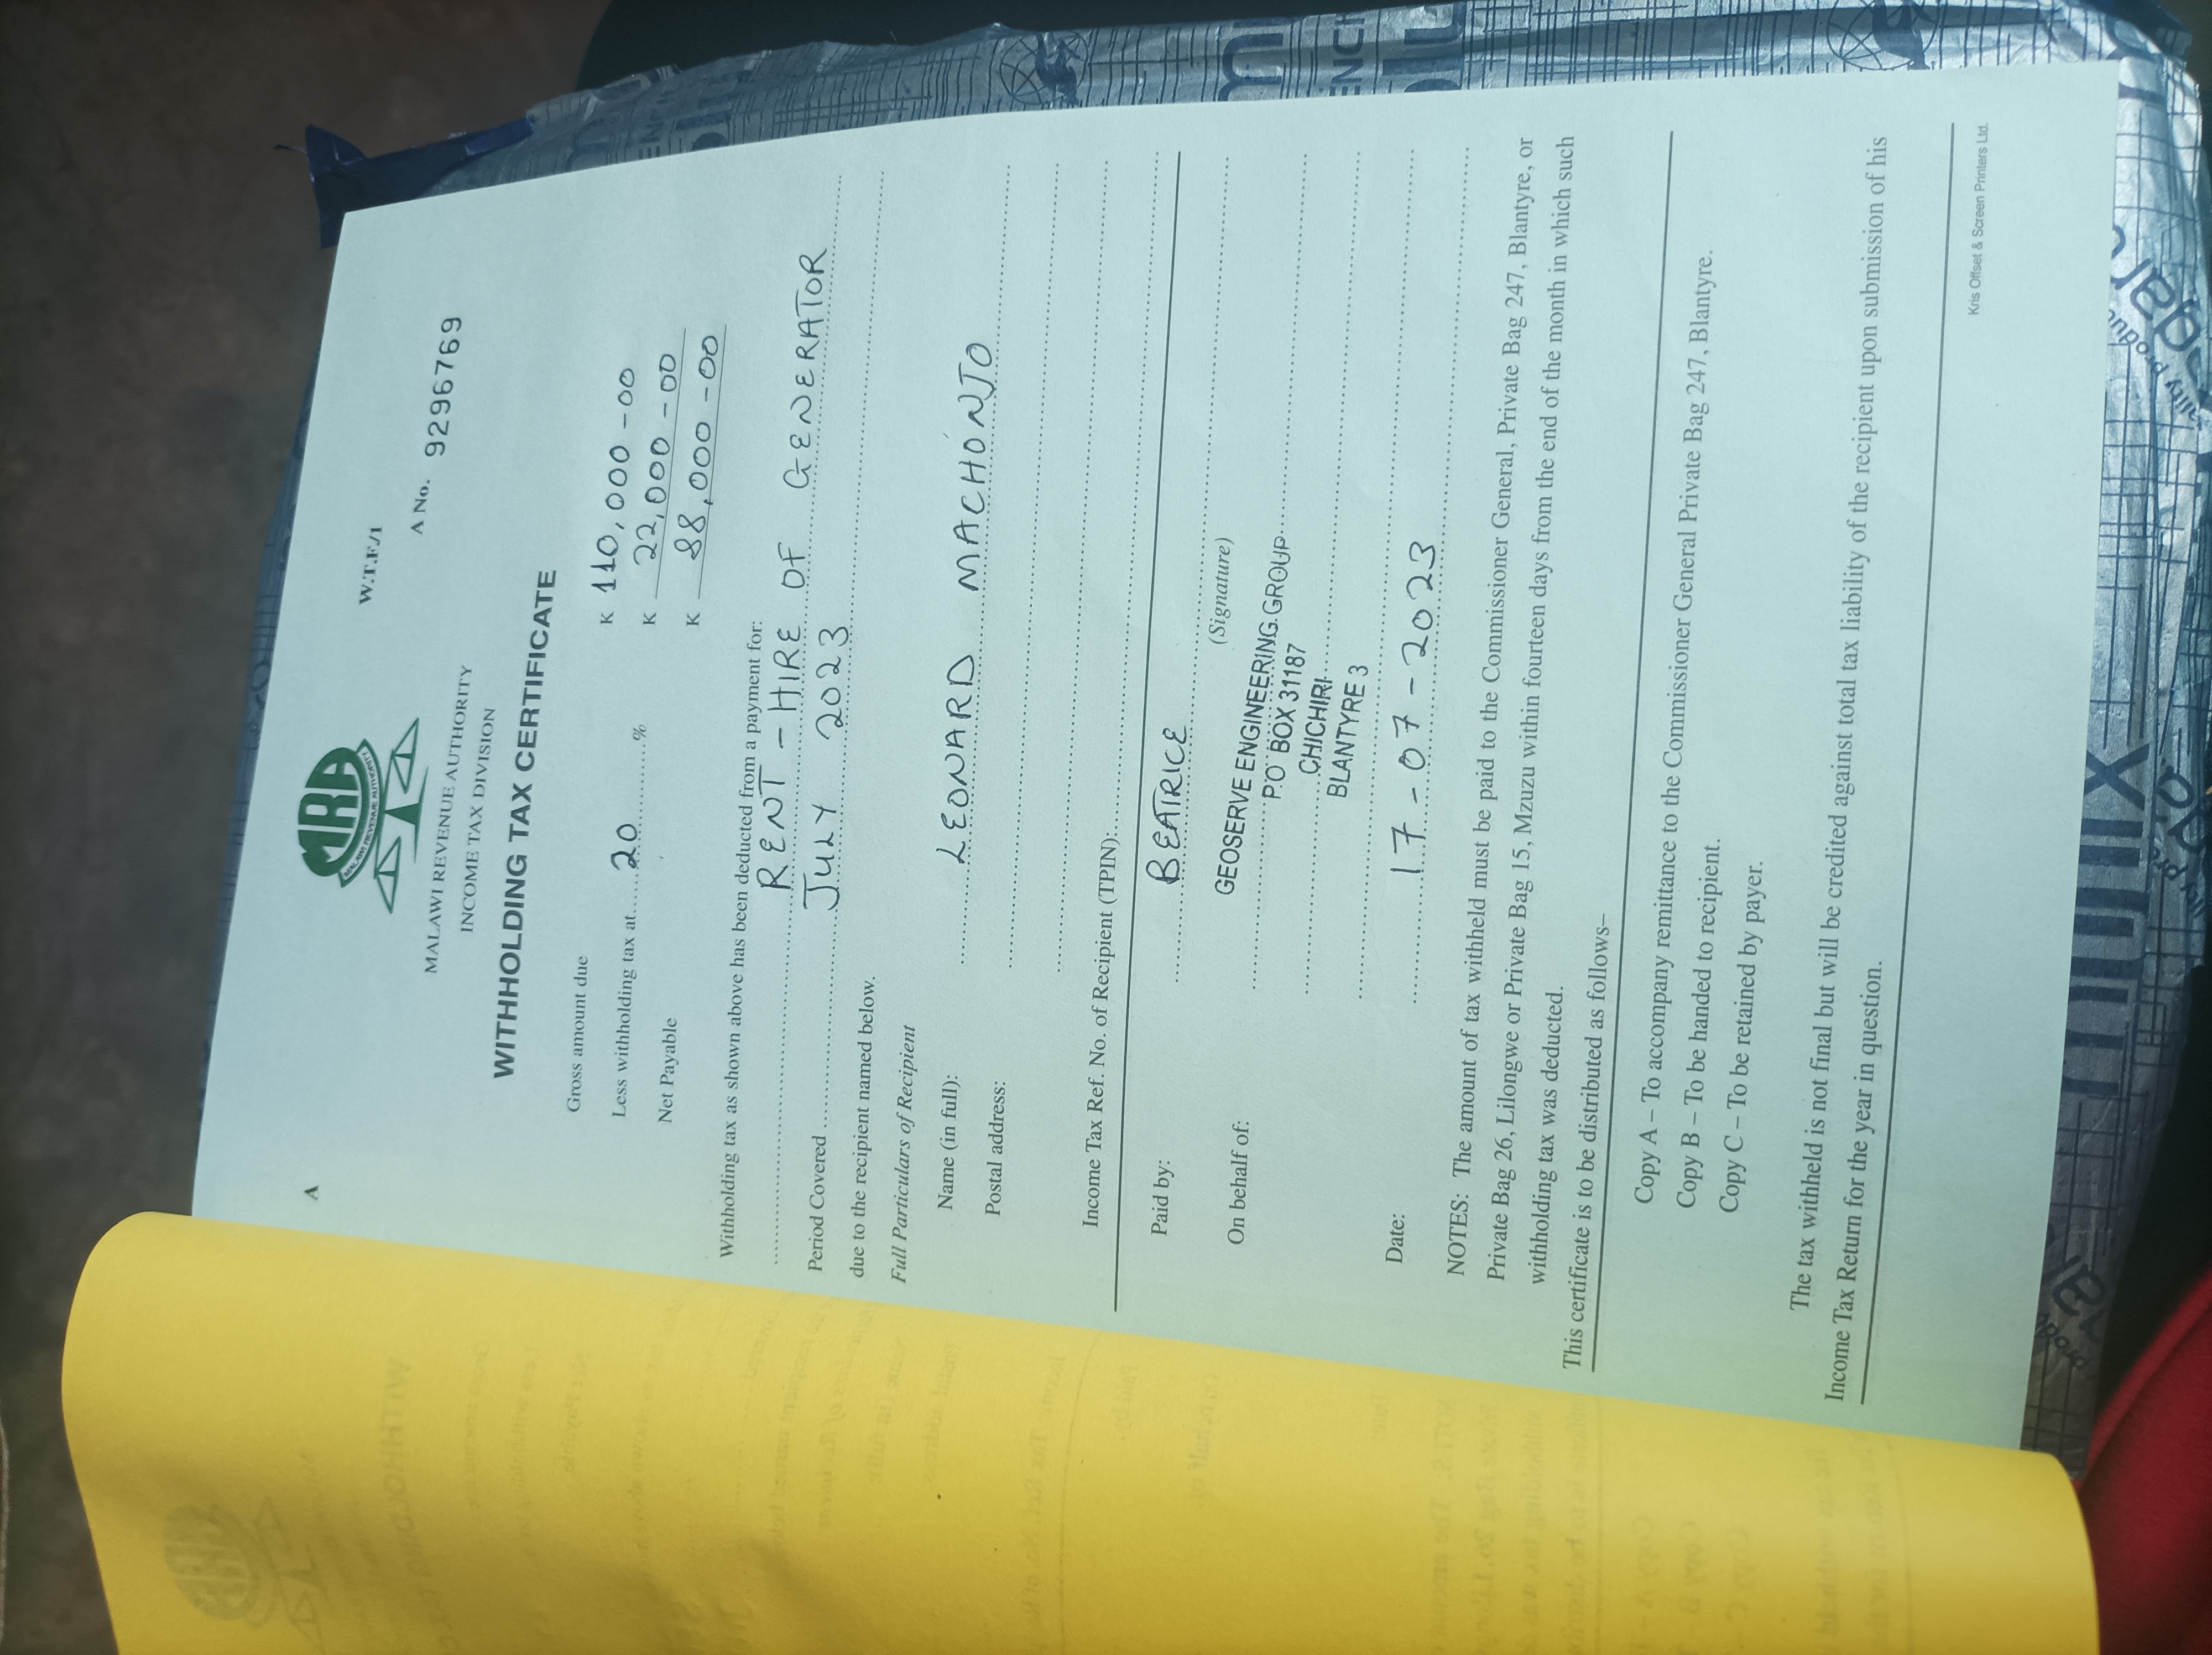 A
W.T.F./1
A No. 9296769
MRA
MALAWI REVENUE AUTHORITY
MALAWI REVENUE AUTHORITY
INCOME TAX DIVISION
WITHHOLDING TAX CERTIFICATE
Gross amount due K 110,000-00
Less withholding tax at.....20.........% K 22,000-00
Net Payable K 88,000-00
Withholding tax as shown above has been deducted from a payment for:
RENT - HIRE OF GENERATOR
Period Covered JULY 2023
due to the recipient named below.
Full Particulars of Recipient
Name (in full): LEONARD MACHONJO
Postal address:
Income Tax Ref. No. of Recipient (TPIN):
Paid by: BEATRICE
(Signature)
On behalf of: GEOSERVE ENGINEERING GROUP
P.O BOX 31187
CHICHIRI
BLANTYRE 3
Date: 17-07-2023
NOTES: The amount of tax withheld must be paid to the Commissioner General, Private Bag 247, Blantyre, or
Private Bag 26, Lilongwe or Private Bag 15, Mzuzu within fourteen days from the end of the month in which such
withholding tax was deducted.
This certificate is to be distributed as follows–
Copy A – To accompany remittance to the Commissioner General Private Bag 247, Blantyre.
Copy B – To be handed to recipient.
Copy C – To be retained by payer.
The tax withheld is not final but will be credited against total tax liability of the recipient upon submission of his
Income Tax Return for the year in question.
Kris Offset & Screen Printers Ltd.